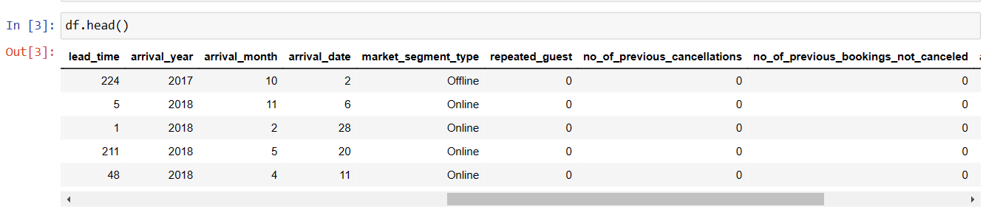 In [3]: df.head()
Out[3]:
lead_time arrival_year arrival_month arrival_date market_segment_type repeated_guest no_of_previous_cancellations no_of_previous_bookings_not_canceled
224 2017 10 2 Offline 0 0 0
5 2018 11 6 Online 0 0 0
1 2018 2 28 Online 0 0 0
211 2018 5 20 Online 0 0 0
48 2018 4 11 Online 0 0 0